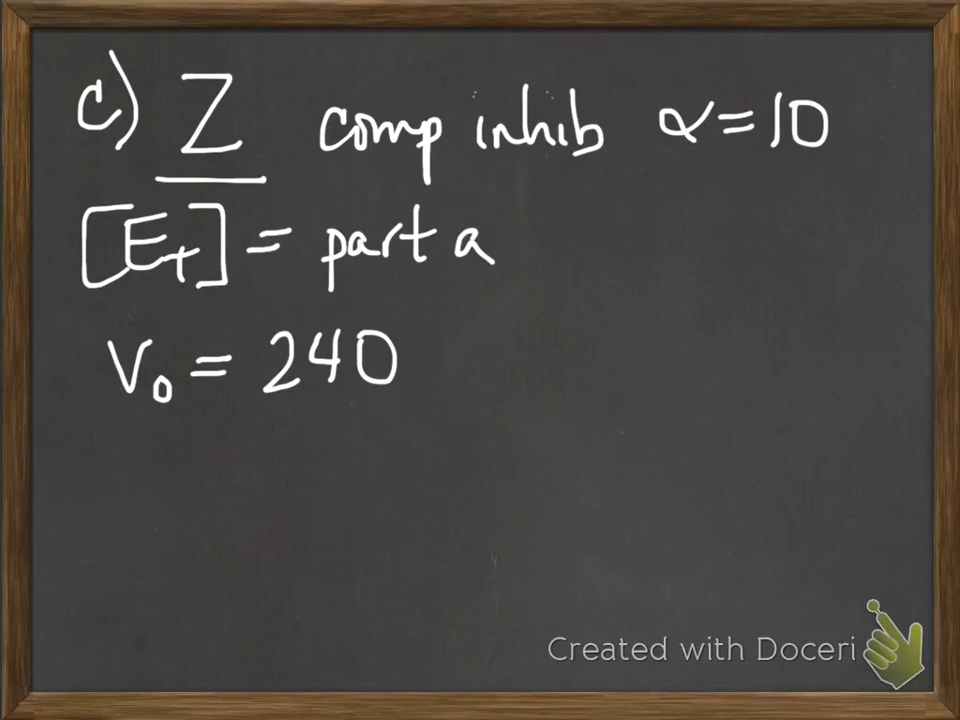 c) Z comp inhib α = 10
[Et] = part a
V0 = 240
Created with Doceri